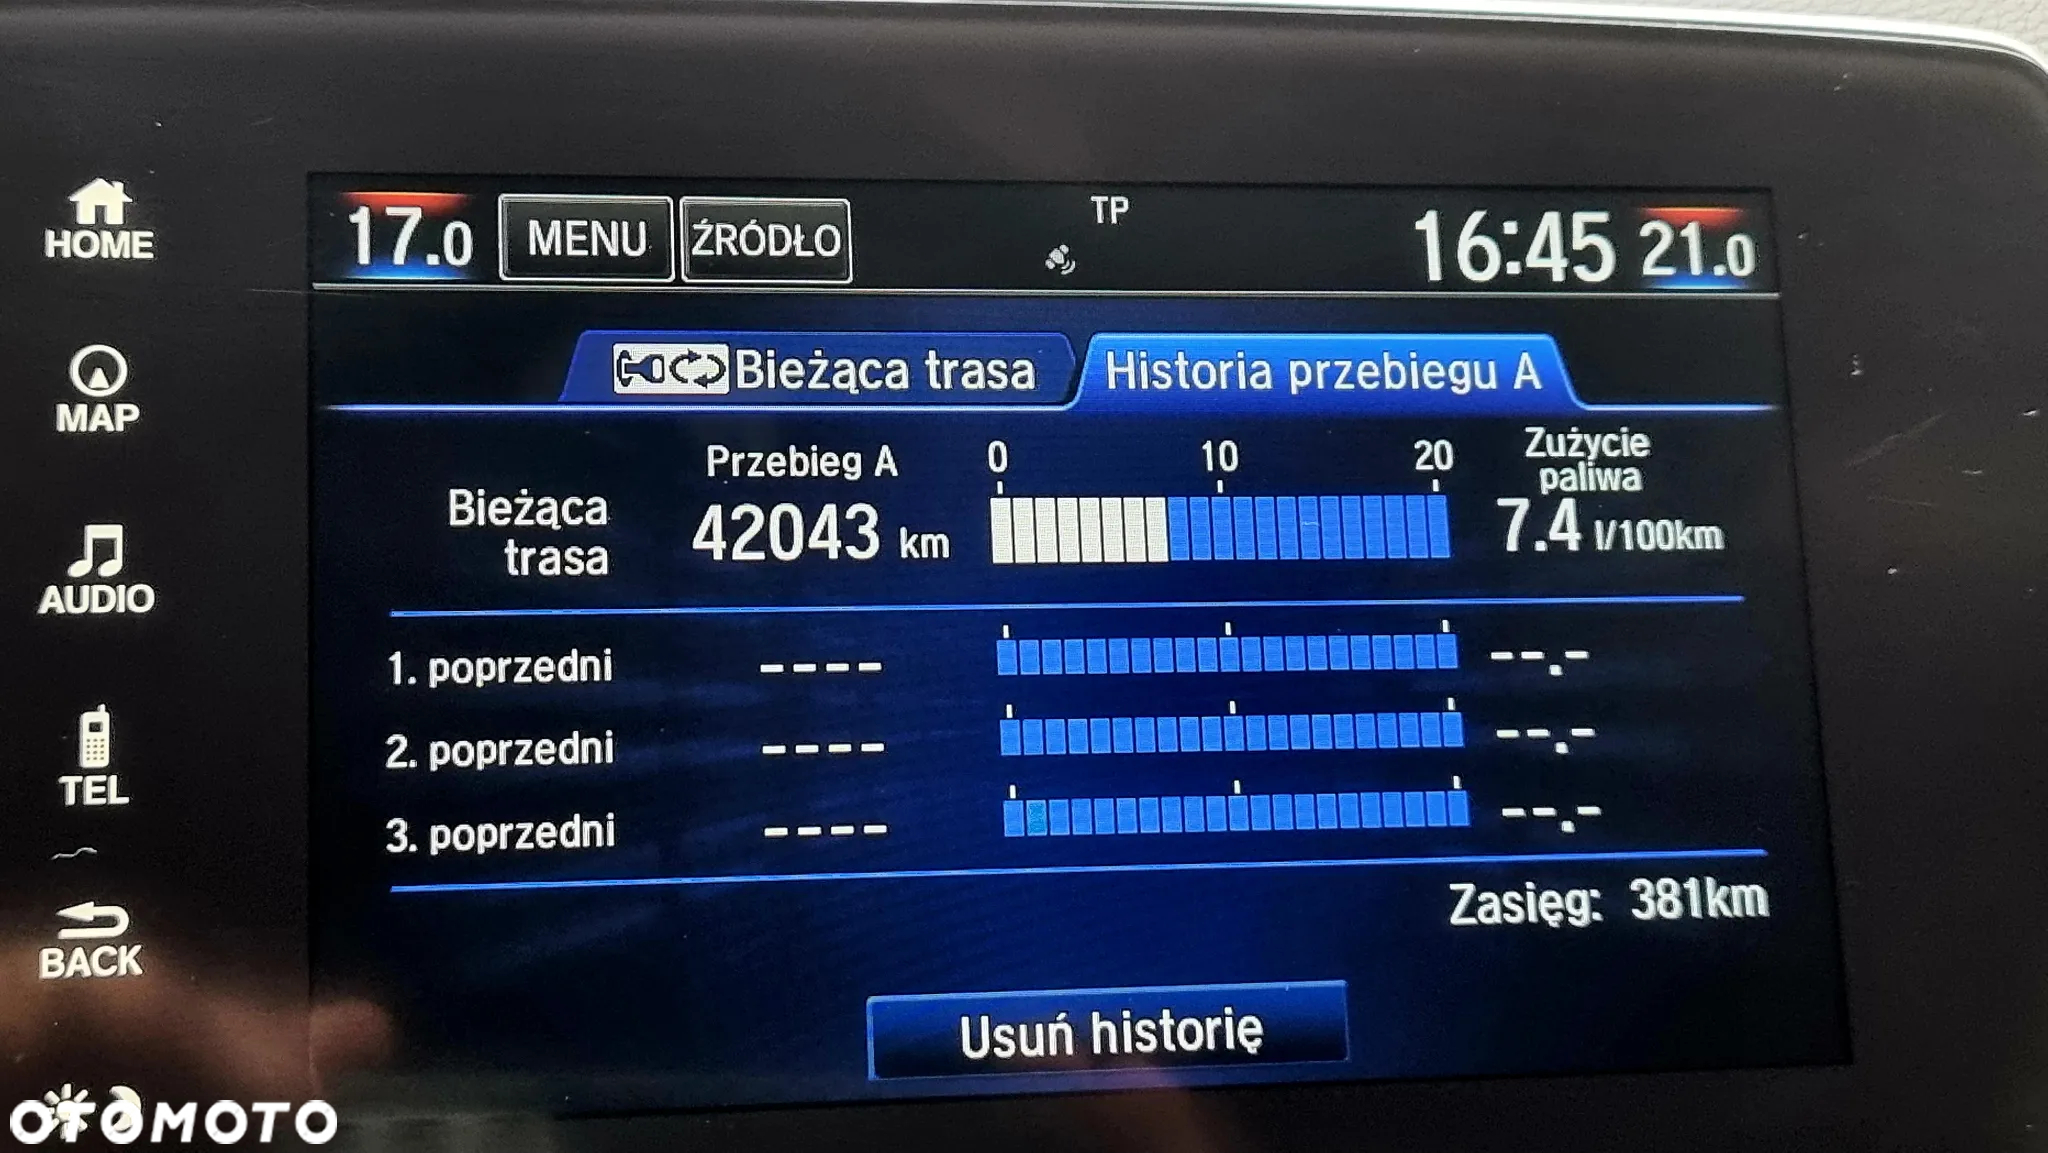 HOME
MAP
AUDIO
TEL
BACK
17.0 MENU ŹRÓDŁO TP 16:45 21.0
Bieżąca trasa Historia przebiegu A
Przebieg A 0 10 20 Zużycie paliwa
Bieżąca trasa 42043 km 7.4 l/100km
1. poprzedni ---- --.-
2. poprzedni ---- --.-
3. poprzedni ---- --.-
Zasięg: 381km
Usuń historię
OTOMOTO